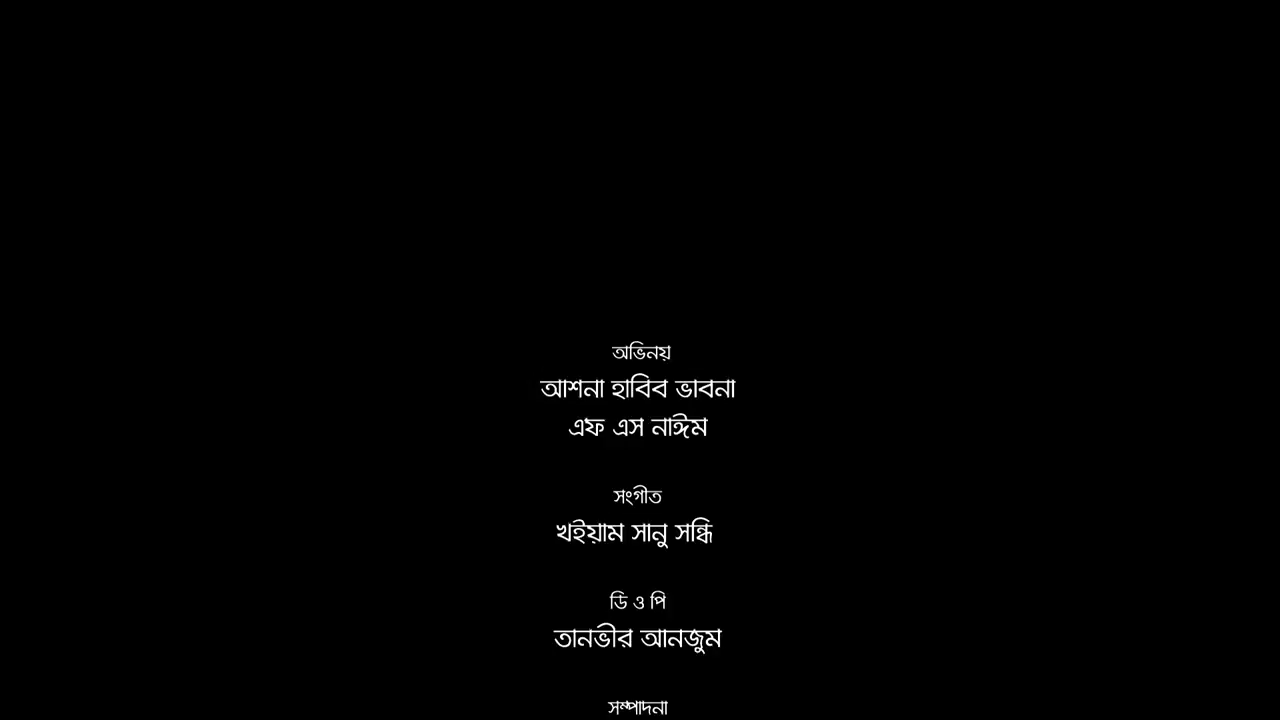 অভিনয়
আশনা হাবিব ভাবনা
এফ এস নাঈম
সংগীত
খইয়াম সানু সন্ধি
ডি ও পি
তানভীর আনজুম
সম্পাদনা